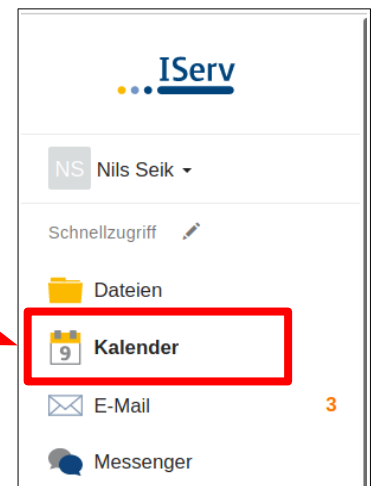 IServ
NS Nils Seik
Schnellzugriff
Dateien
9 Kalender
E-Mail 3
Messenger